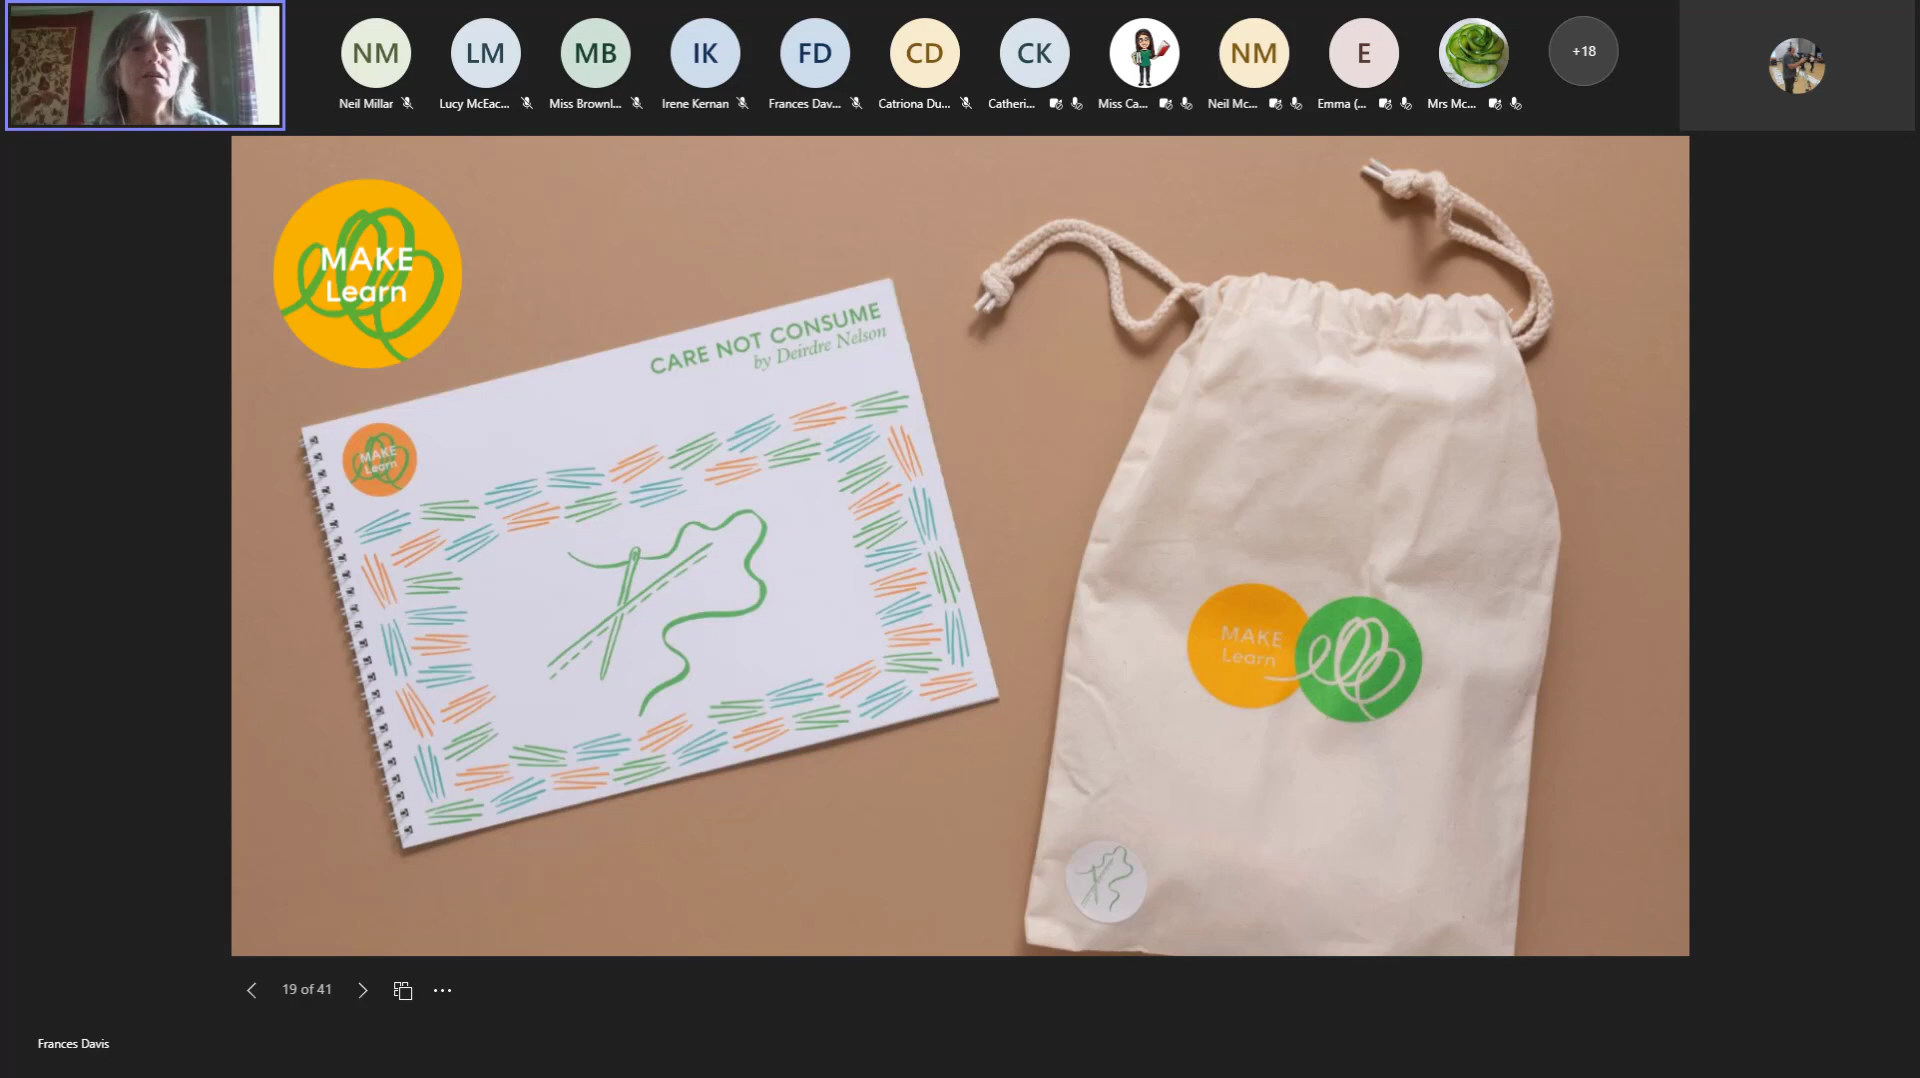 NM
LM
MB
IK
FD
CD
CK
NM
E
+18
Neil Millar
Lucy McEac...
Miss Brownl...
Irene Kernan
Frances Dav...
Catriona Du...
Catheri...
Miss Ca...
Neil Mc...
Emma (...
Mrs Mc...
MAKE
Learn
CARE NOT CONSUME
by Deirdre Nelson
MAKE
Learn
MAKE
Learn
19 of 41
Frances Davis